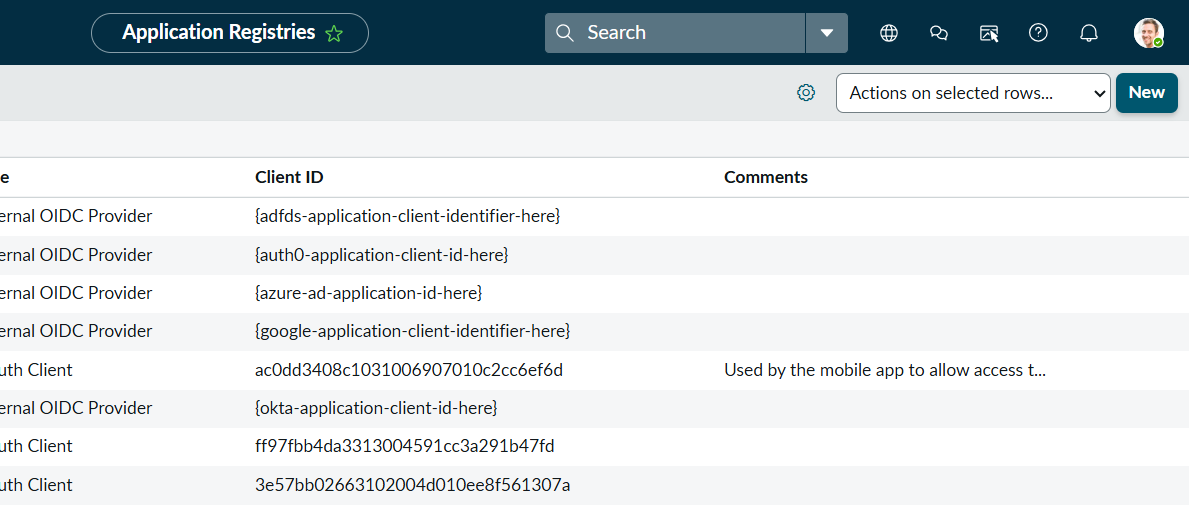 Application Registries
Search
Actions on selected rows...
New
e Client ID Comments
ernal OIDC Provider {adfds-application-client-identifier-here}
ernal OIDC Provider {auth0-application-client-id-here}
ernal OIDC Provider {azure-ad-application-id-here}
ernal OIDC Provider {google-application-client-identifier-here}
uth Client ac0dd3408c1031006907010c2cc6ef6d Used by the mobile app to allow access t...
ernal OIDC Provider {okta-application-client-id-here}
uth Client ff97fbb4da3313004591cc3a291b47fd
uth Client 3e57bb02663102004d010ee8f561307a